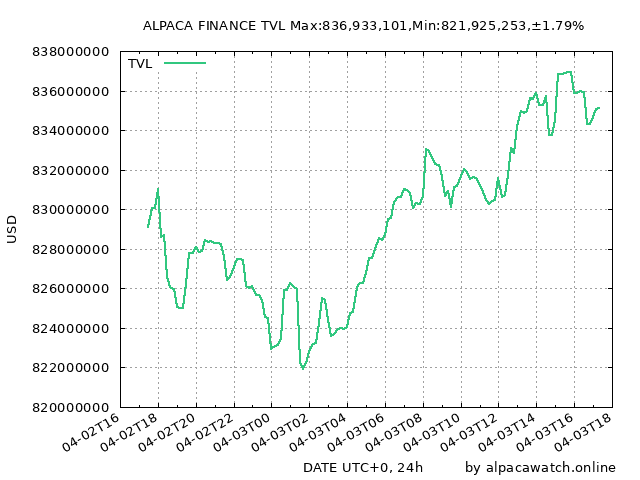 ALPACA FINANCE TVL Max:836,933,101,Min:821,925,253,±1.79%
838000000
TVL
836000000
834000000
832000000
830000000
USD
828000000
826000000
824000000
822000000
820000000
04-02T16
04-02T18
04-02T20
04-02T22
04-03T00
04-03T02
04-03T04
04-03T06
04-03T08
04-03T10
04-03T12
04-03T14
04-03T16
04-03T18
DATE UTC+0, 24h
by alpacawatch.online